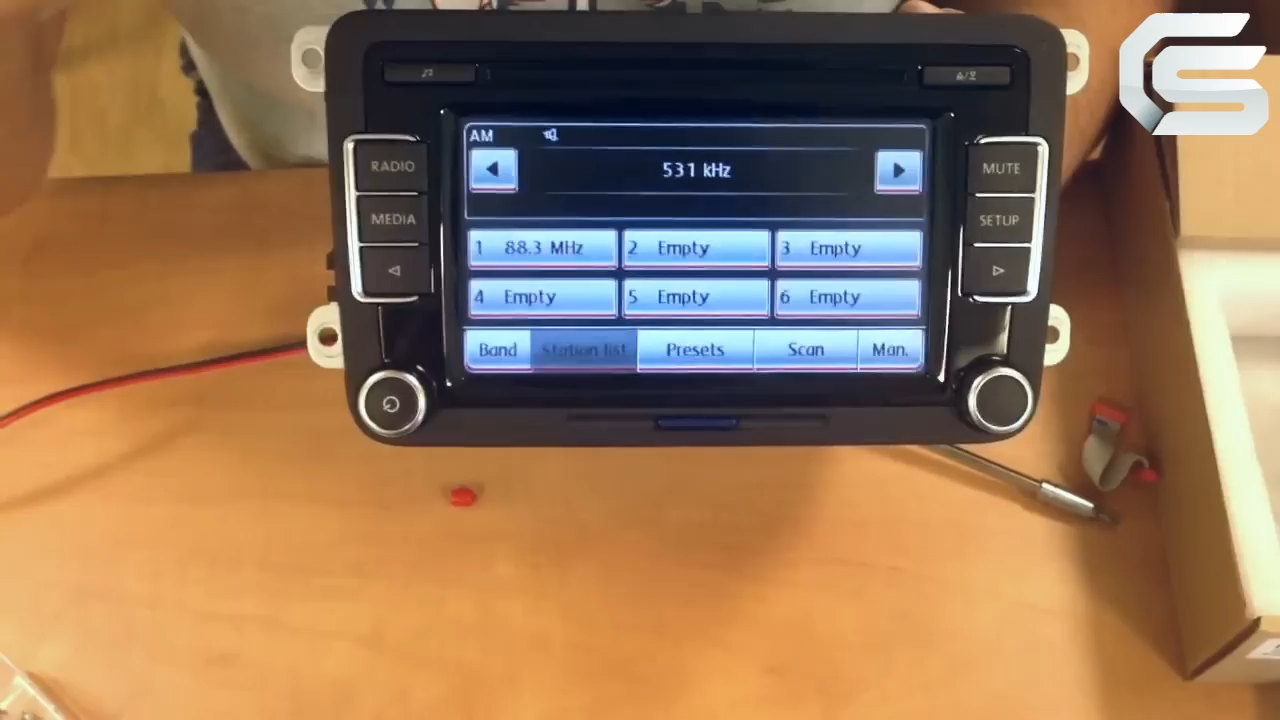 AM
531 kHz
RADIO
MUTE
MEDIA
SETUP
1 88.3 MHz 2 Empty 3 Empty
4 Empty 5 Empty 6 Empty
Band Station list Presets Scan Man.
CS